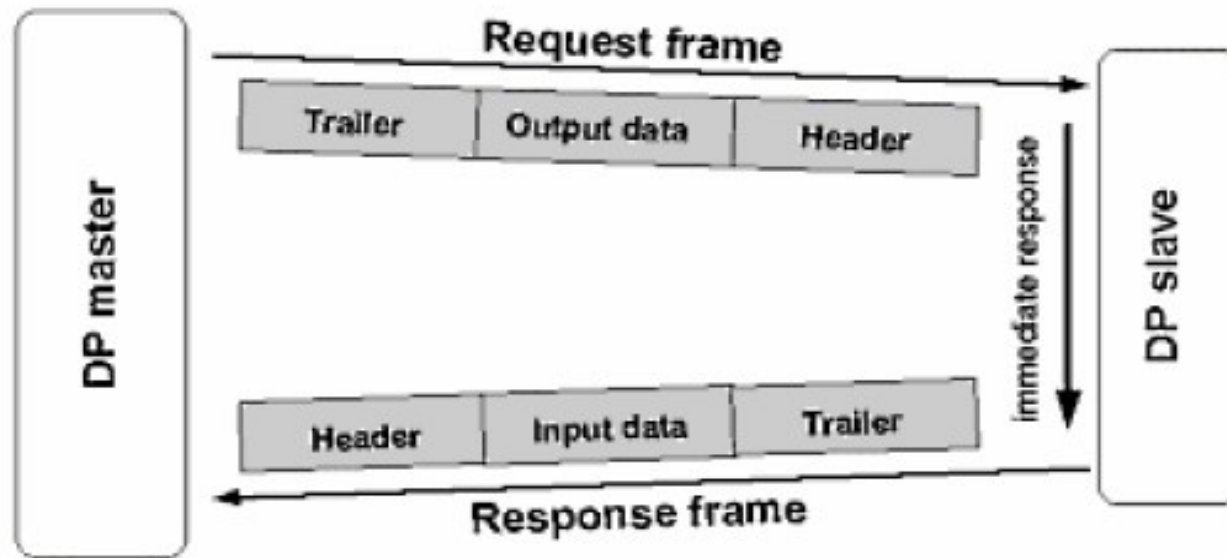 Request frame
Trailer Output data Header
DP master
immediate response
DP slave
Header Input data Trailer
Response frame